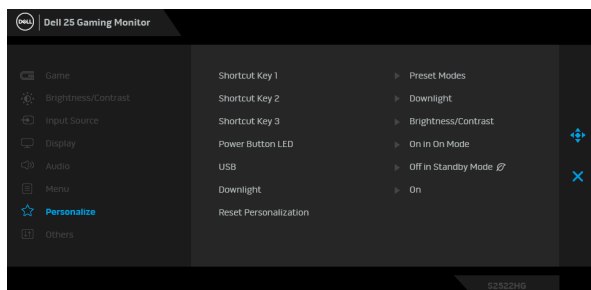 DELL
Dell 25 Gaming Monitor
Game
Brightness/Contrast
Input Source
Display
Audio
Menu
Personalize
Others
Shortcut Key 1 Preset Modes
Shortcut Key 2 Downlight
Shortcut Key 3 Brightness/Contrast
Power Button LED On in On Mode
USB Off in Standby Mode
Downlight On
Reset Personalization
S2522HG